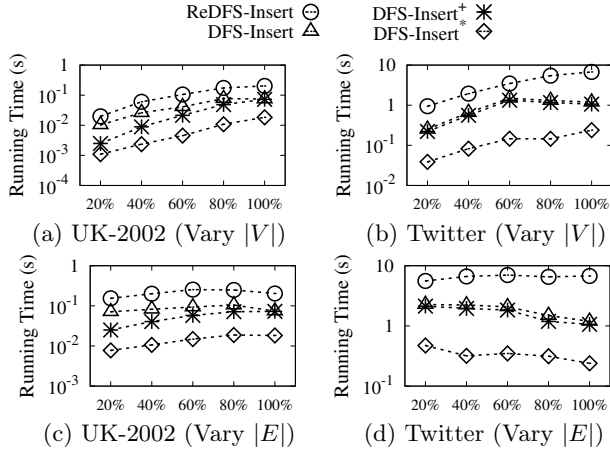 ReDFS-Insert
DFS-Insert
DFS-Insert⁺
DFS-Insert*
Running Time (s)
1
10⁻¹
10⁻²
10⁻³
10⁻⁴
20% 40% 60% 80% 100%
(a) UK-2002 (Vary |V|)
Running Time (s)
10
1
10⁻¹
10⁻²
20% 40% 60% 80% 100%
(b) Twitter (Vary |V|)
Running Time (s)
1
10⁻¹
10⁻²
10⁻³
20% 40% 60% 80% 100%
(c) UK-2002 (Vary |E|)
Running Time (s)
10
1
10⁻¹
20% 40% 60% 80% 100%
(d) Twitter (Vary |E|)